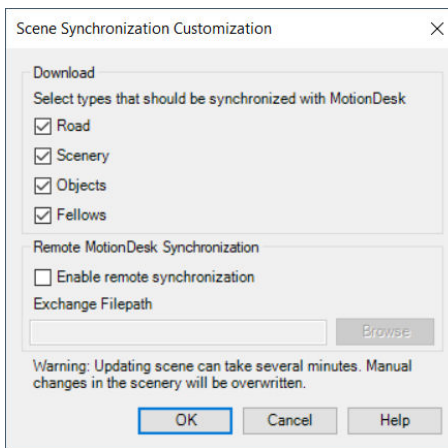 Scene Synchronization Customization
Download
Select types that should be synchronized with MotionDesk
Road
Scenery
Objects
Fellows
Remote MotionDesk Synchronization
Enable remote synchronization
Exchange Filepath
Browse
Warning: Updating scene can take several minutes. Manual
changes in the scenery will be overwritten.
OK Cancel Help